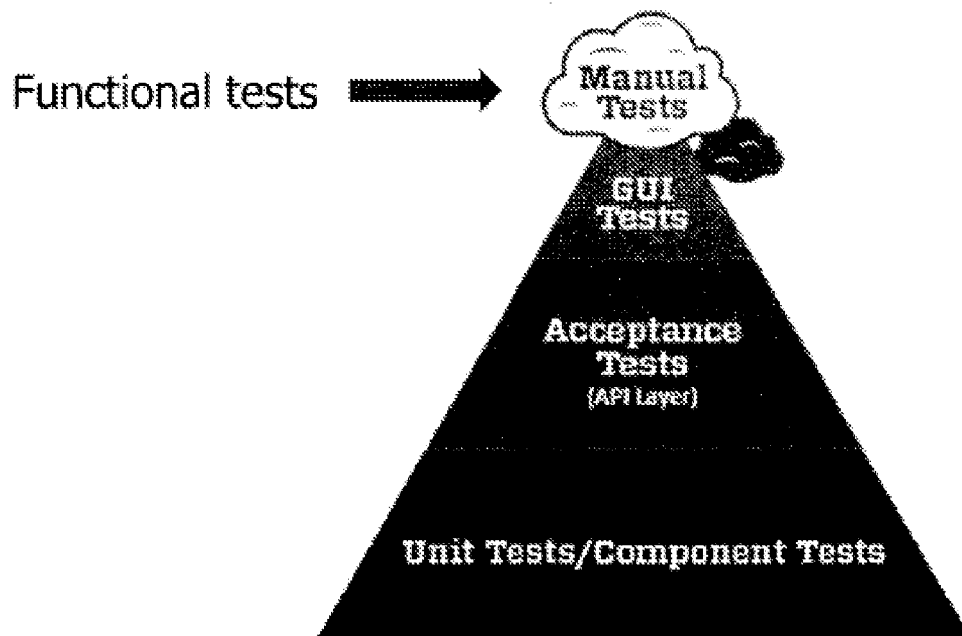 Functional tests
Manual
Tests
GUI
Tests
Acceptance
Tests
(API Layer)
Unit Tests/Component Tests